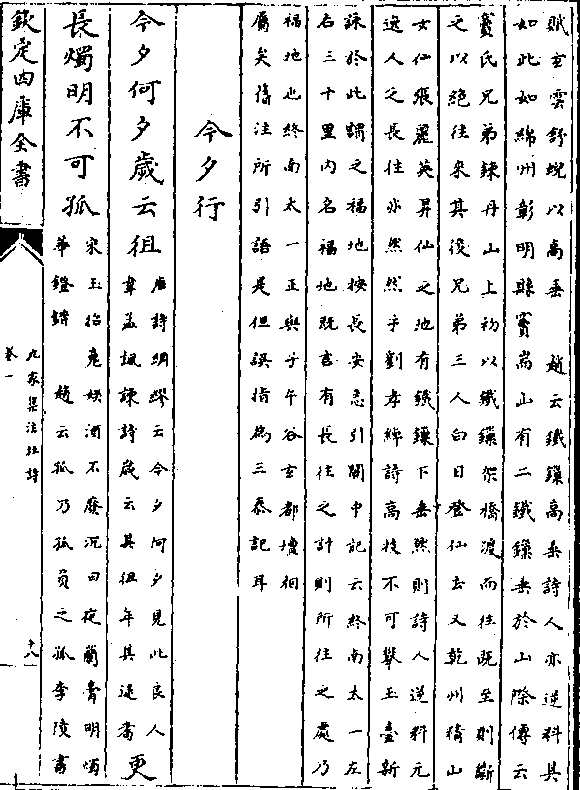 賦玄雲舒蜺以高垂　趙云鐵鎖高垂詩人亦逆料其
如此如綿州彰明縣竇圌山有二鐵鎖垂於山際傳云
竇氏兄弟鍊丹山上初以鐵鎖架橋渡而往既至則斷
之以絶往来其後兄弟三人白日登仙去又乾州猗山
女仙張麗英昇仙之地有鐵鎖下垂然則詩人逆料元
逸人之長住亦然然乎劉孝綽詩高枝不可攀玉臺新
詠於此謂之福地按長安志引關中記云終南太一左
右三十里内名福地既言有長往之計則所往之處乃
福地也終南太一正與子午谷玄都壇相
屬矣舊注所引語是但誤指為三秦記耳
今夕行
今夕何夕歲云徂
唐詩綢繆云今夕何夕見此良人
韋孟諷諫詩歲云其徂年其逮耇
更
長燭明不可孤
宋玉招魂娯酒不廢沉日夜蘭膏明燭
華鐙錯　趙云孤乃孤負之孤李陵書
欽定四庫全書
九家集注杜詩
卷一
十八